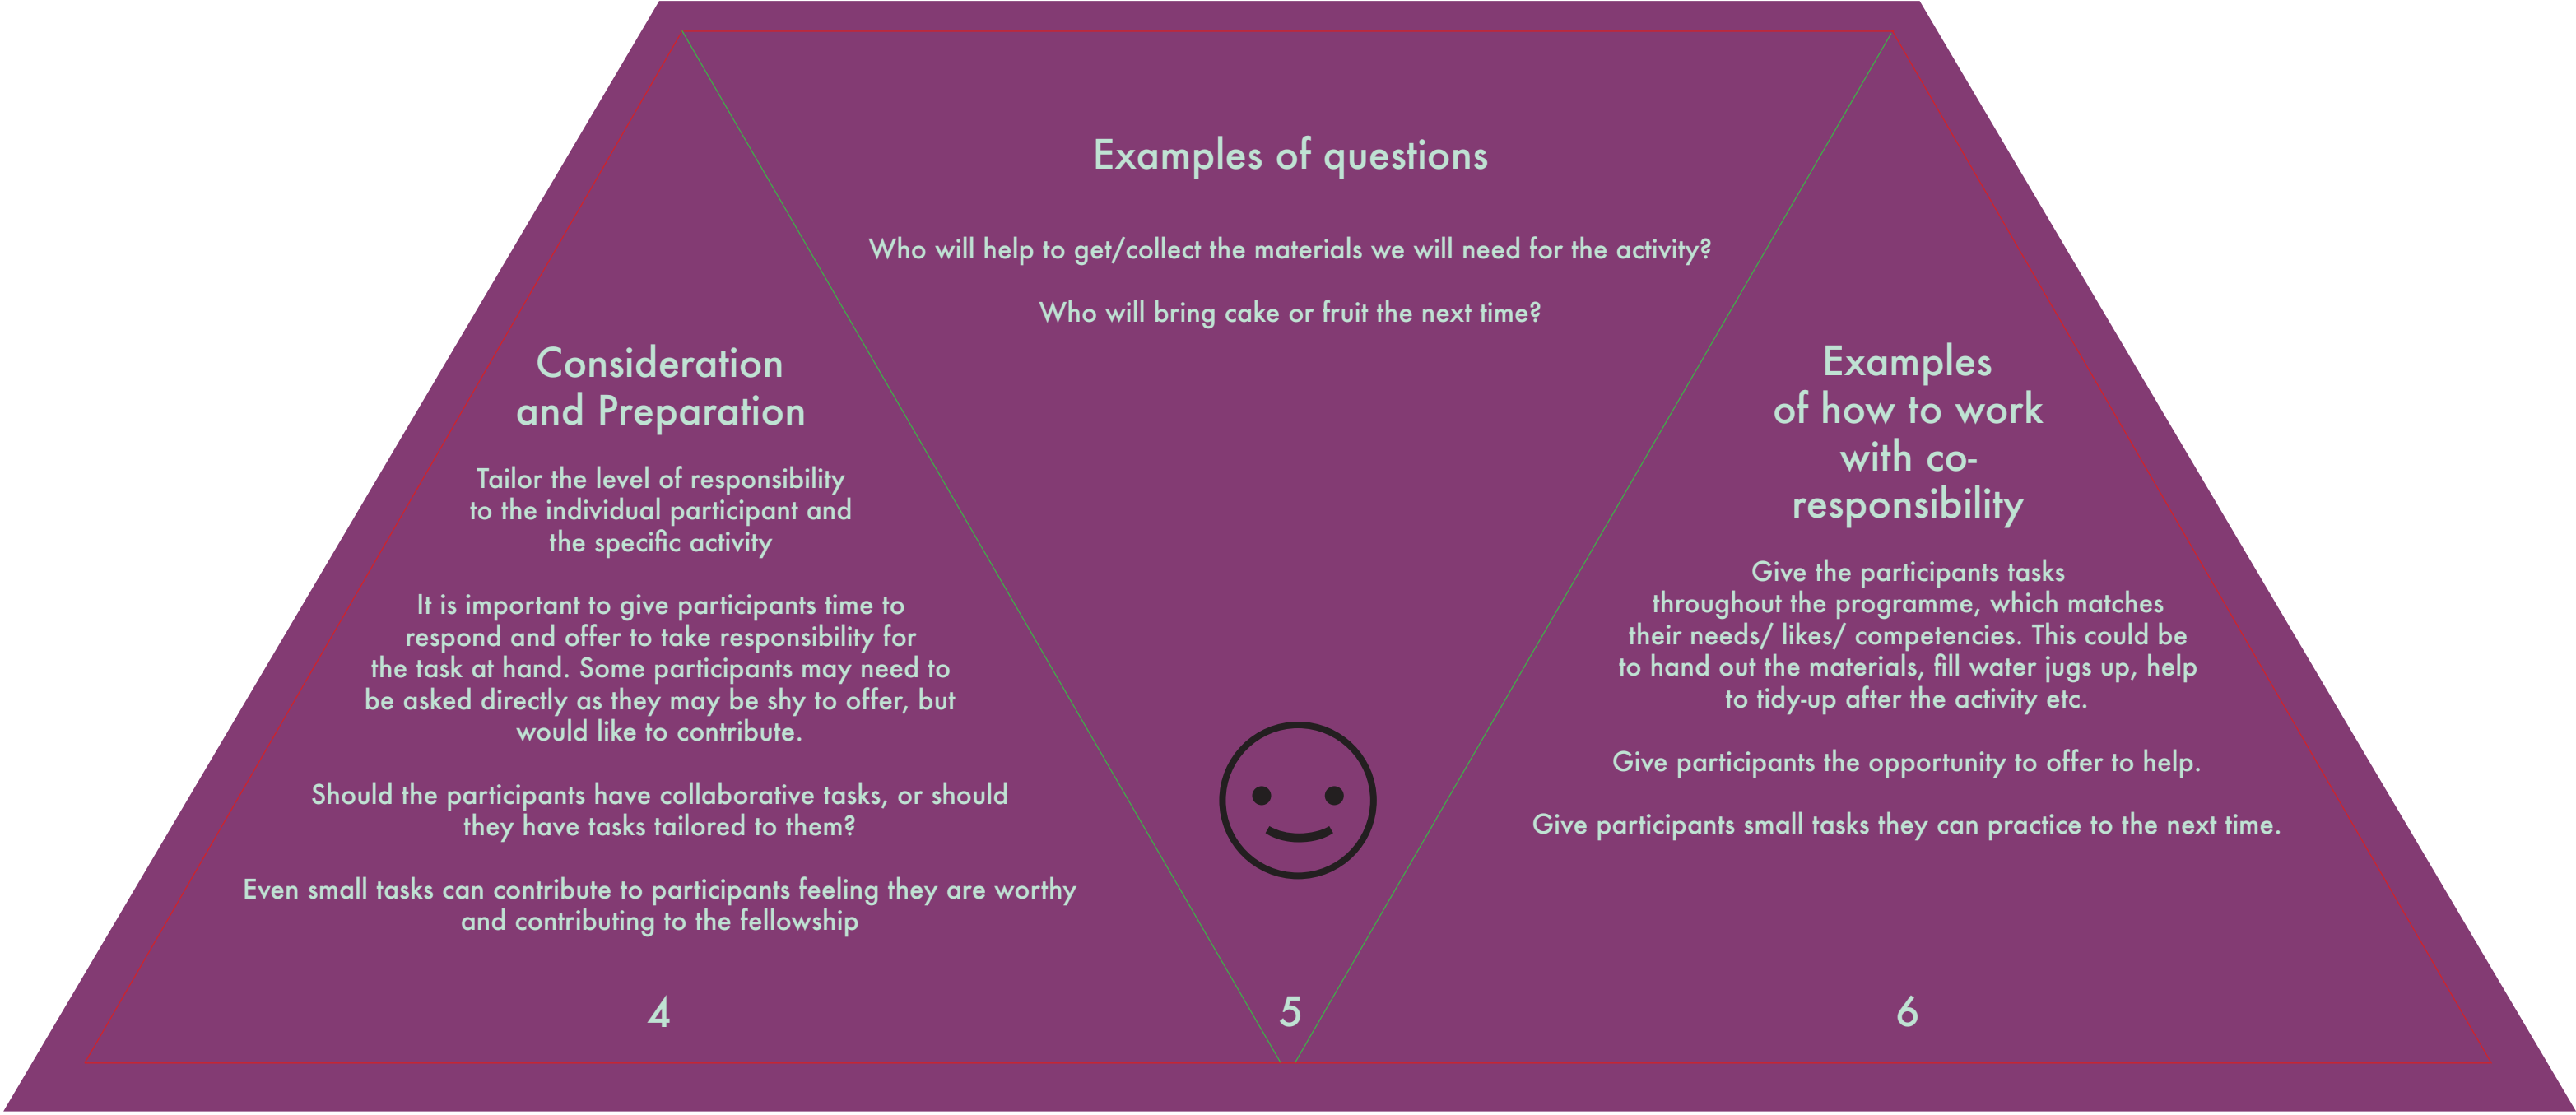 Consideration
and Preparation
Tailor the level of responsibility
to the individual participant and
the specific activity
It is important to give participants time to
respond and offer to take responsibility for
the task at hand. Some participants may need to
be asked directly as they may be shy to offer, but
would like to contribute.
Should the participants have collaborative tasks, or should
they have tasks tailored to them?
Even small tasks can contribute to participants feeling they are worthy
and contributing to the fellowship
4
Examples of questions
Who will help to get/collect the materials we will need for the activity?
Who will bring cake or fruit the next time?
5
Examples
of how to work
with co-
responsibility
Give the participants tasks
throughout the programme, which matches
their needs/ likes/ competencies. This could be
to hand out the materials, fill water jugs up, help
to tidy-up after the activity etc.
Give participants the opportunity to offer to help.
Give participants small tasks they can practice to the next time.
6